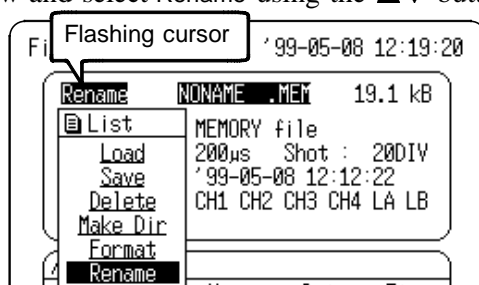 w and select Rename using the ▲▼ but
Flashing cursor
Fi '99-05-08 12:19:20
Rename NONAME .MEM 19.1 kB
List MEMORY file
Load 200µs Shot : 20DIV
Save '99-05-08 12:12:22
Delete CH1 CH2 CH3 CH4 LA LB
Make Dir
Format
Rename